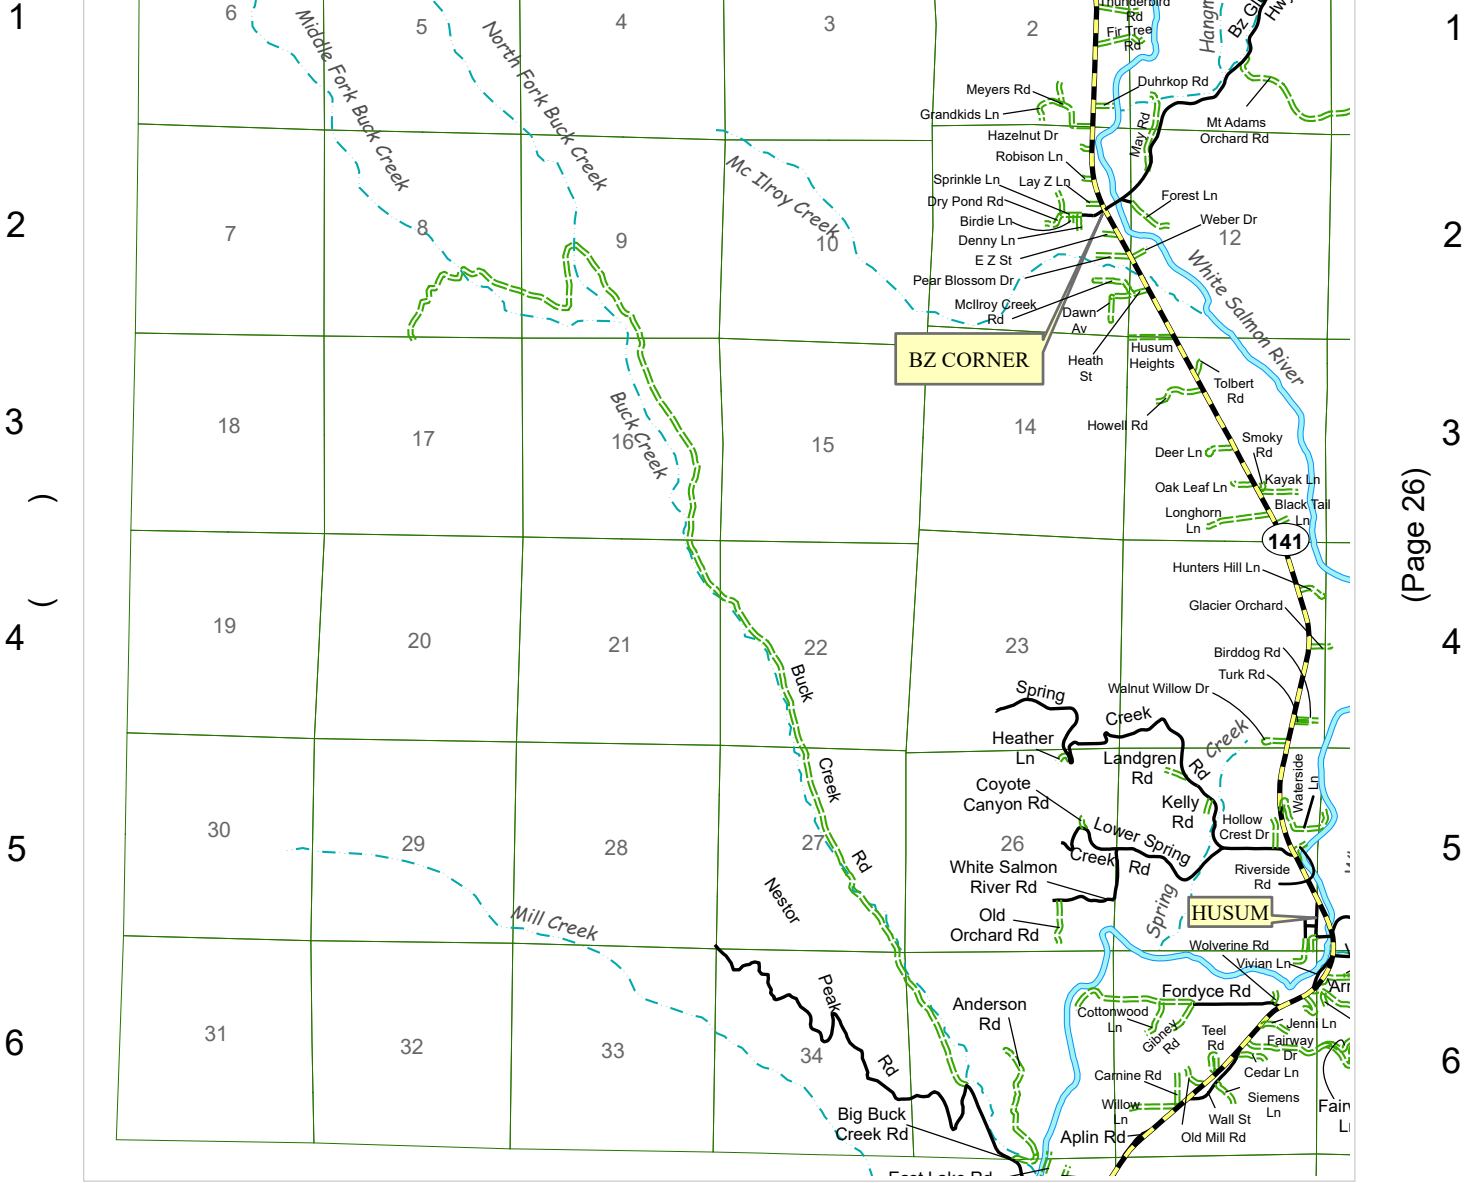 1
6
5
4
3
2
1
Middle Fork Buck Creek
North Fork Buck Creek
Thunderbird
Rd
Fir Tree
Rd
Bz Gl
Meyers Rd
Duhrkop Rd
Grandkids Ln
Mt Adams
Orchard Rd
Hazelnut Dr
May Rd
Robison Ln
Mc Ilroy Creek
Sprinkle Ln
Lay Z Ln
Dry Pond Rd
Forest Ln
Birdie Ln
Weber Dr
2
7
8
9
10
Denny Ln
12
2
E Z St
Pear Blossom Dr
White Salmon River
McIlroy Creek
Rd
Dawn
Av
BZ CORNER
Heath
St
Husum
Heights
Tolbert
Rd
Buck Creek
Howell Rd
3
18
17
16
15
14
3
Smoky
Rd
Deer Ln
Oak Leaf Ln
Kayak Ln
Longhorn
Ln
Black Tail
Ln
(
)
(Page 26)
141
Hunters Hill Ln
Glacier Orchard
4
19
20
21
22
23
4
Birddog Rd
Turk Rd
Walnut Willow Dr
Buck
Creek
Rd
Spring
Creek
Rd
Creek
Heather
Ln
Landgren
Rd
Waterside
Ln
Coyote
Canyon Rd
Kelly
Rd
Hollow
Crest Dr
5
30
29
28
27
26
5
Lower Spring
Creek
Rd
White Salmon
River Rd
Riverside
Rd
Nestor
Peak
Rd
Mill Creek
Spring
HUSUM
Old
Orchard Rd
Wolverine Rd
Vivian Ln
Anderson
Rd
Fordyce Rd
Cottonwood
Ln
Gibney
Rd
Teel
Rd
Jenni Ln
Fairway
Dr
6
31
32
33
34
6
Cedar Ln
Carnine Rd
Siemens
Ln
Willow
Ln
Wall St
Big Buck
Creek Rd
Aplin Rd
Old Mill Rd
East Lake Rd